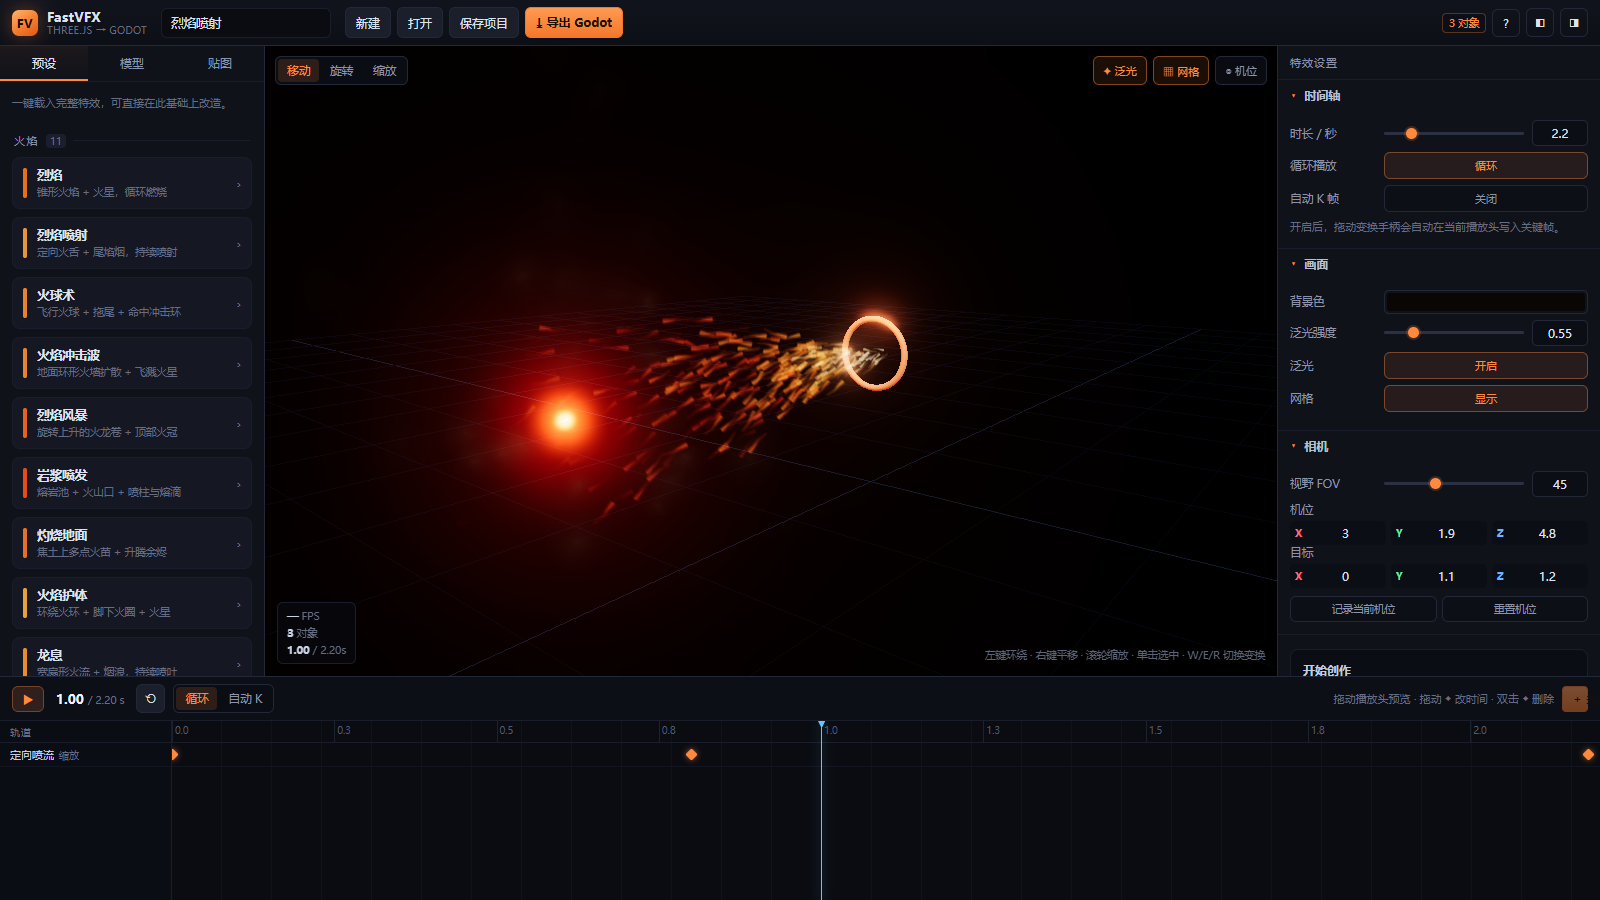 FV
FastVFX
THREE.JS → GODOT
烈焰喷射
新建
打开
保存项目
⤓ 导出 Godot
3 对象
?
预设
模型
贴图
一键载入完整特效，可直接在此基础上改造。
火焰 11
烈焰
锥形火焰 + 火星，循环燃烧
烈焰喷射
定向火舌 + 尾焰烟，持续喷射
火球术
飞行火球 + 拖尾 + 命中冲击环
火焰冲击波
地面环形火墙扩散 + 飞溅火星
烈焰风暴
旋转上升的火龙卷 + 顶部火冠
岩浆喷发
熔岩池 + 火山口 + 喷柱与熔滴
灼烧地面
焦土上多点火苗 + 升腾余烬
火焰护体
环绕火环 + 脚下火圈 + 火星
龙息
宽扇形火流 + 烟浪，持续喷吐
移动
旋转
缩放
✦ 泛光
▦ 网格
⌖ 机位
— FPS
3 对象
1.00 / 2.20s
左键环绕 · 右键平移 · 滚轮缩放 · 单击选中 · W/E/R 切换变换
特效设置
时间轴
时长 / 秒
2.2
循环播放
循环
自动 K 帧
关闭
开启后，拖动变换手柄会自动在当前播放头写入关键帧。
画面
背景色
泛光强度
0.55
泛光
开启
网格
显示
相机
视野 FOV
45
机位
X 3 Y 1.9 Z 4.8
目标
X 0 Y 1.1 Z 1.2
记录当前机位
重置机位
开始创作
1.00 / 2.20 s
循环
自动 K
拖动播放头预览 · 拖动 ◆ 改时间 · 双击 ◆ 删除
+
轨道
0.0 0.3 0.5 0.8 1.0 1.3 1.5 1.8 2.0
定向喷流 缩放